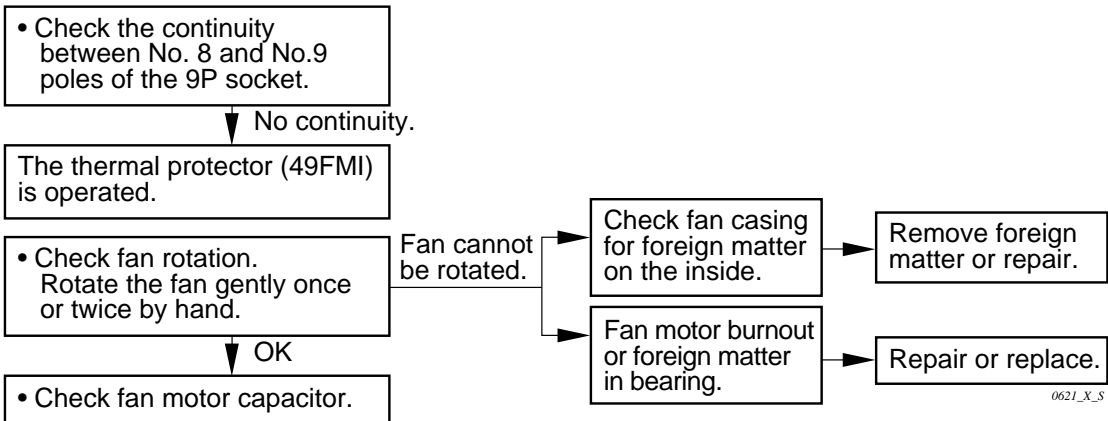 • Check the continuity
between No. 8 and No.9
poles of the 9P socket.
No continuity.
The thermal protector (49FMI)
is operated.
• Check fan rotation.
Rotate the fan gently once
or twice by hand.
Fan cannot
be rotated.
Check fan casing
for foreign matter
on the inside.
Remove foreign
matter or repair.
Fan motor burnout
or foreign matter
in bearing.
Repair or replace.
OK
• Check fan motor capacitor.
0621_X_S